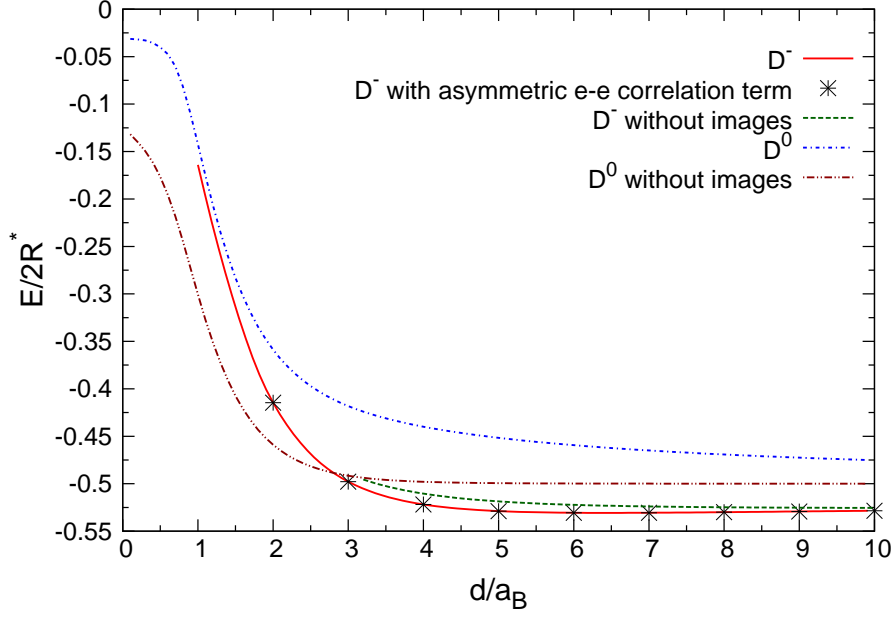 0
-0.05
-0.1
-0.15
-0.2
-0.25
-0.3
-0.35
-0.4
-0.45
-0.5
-0.55
0 1 2 3 4 5 6 7 8 9 10
E/2R*
d/a_B
D⁻
D⁻ with asymmetric e-e correlation term
D⁻ without images
D⁰
D⁰ without images